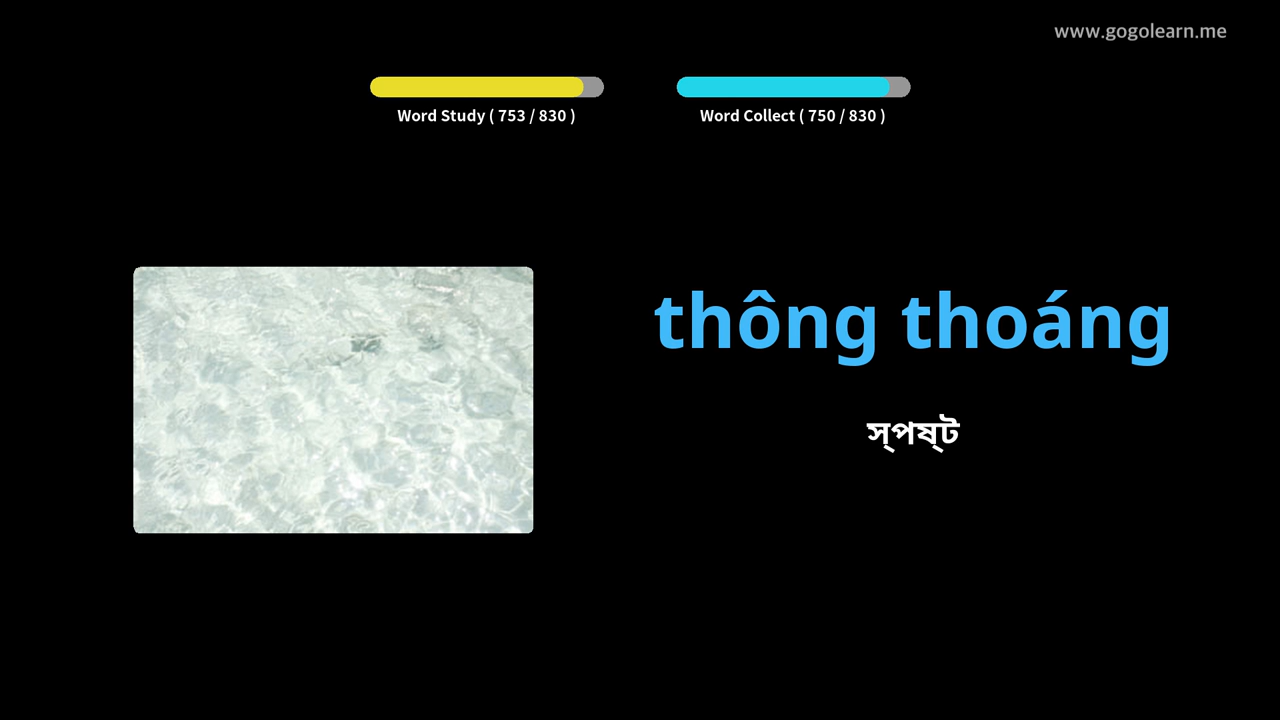 www.gogolearn.me
Word Study ( 753 / 830 )
Word Collect ( 750 / 830 )
thông thoáng
স্পষ্ট